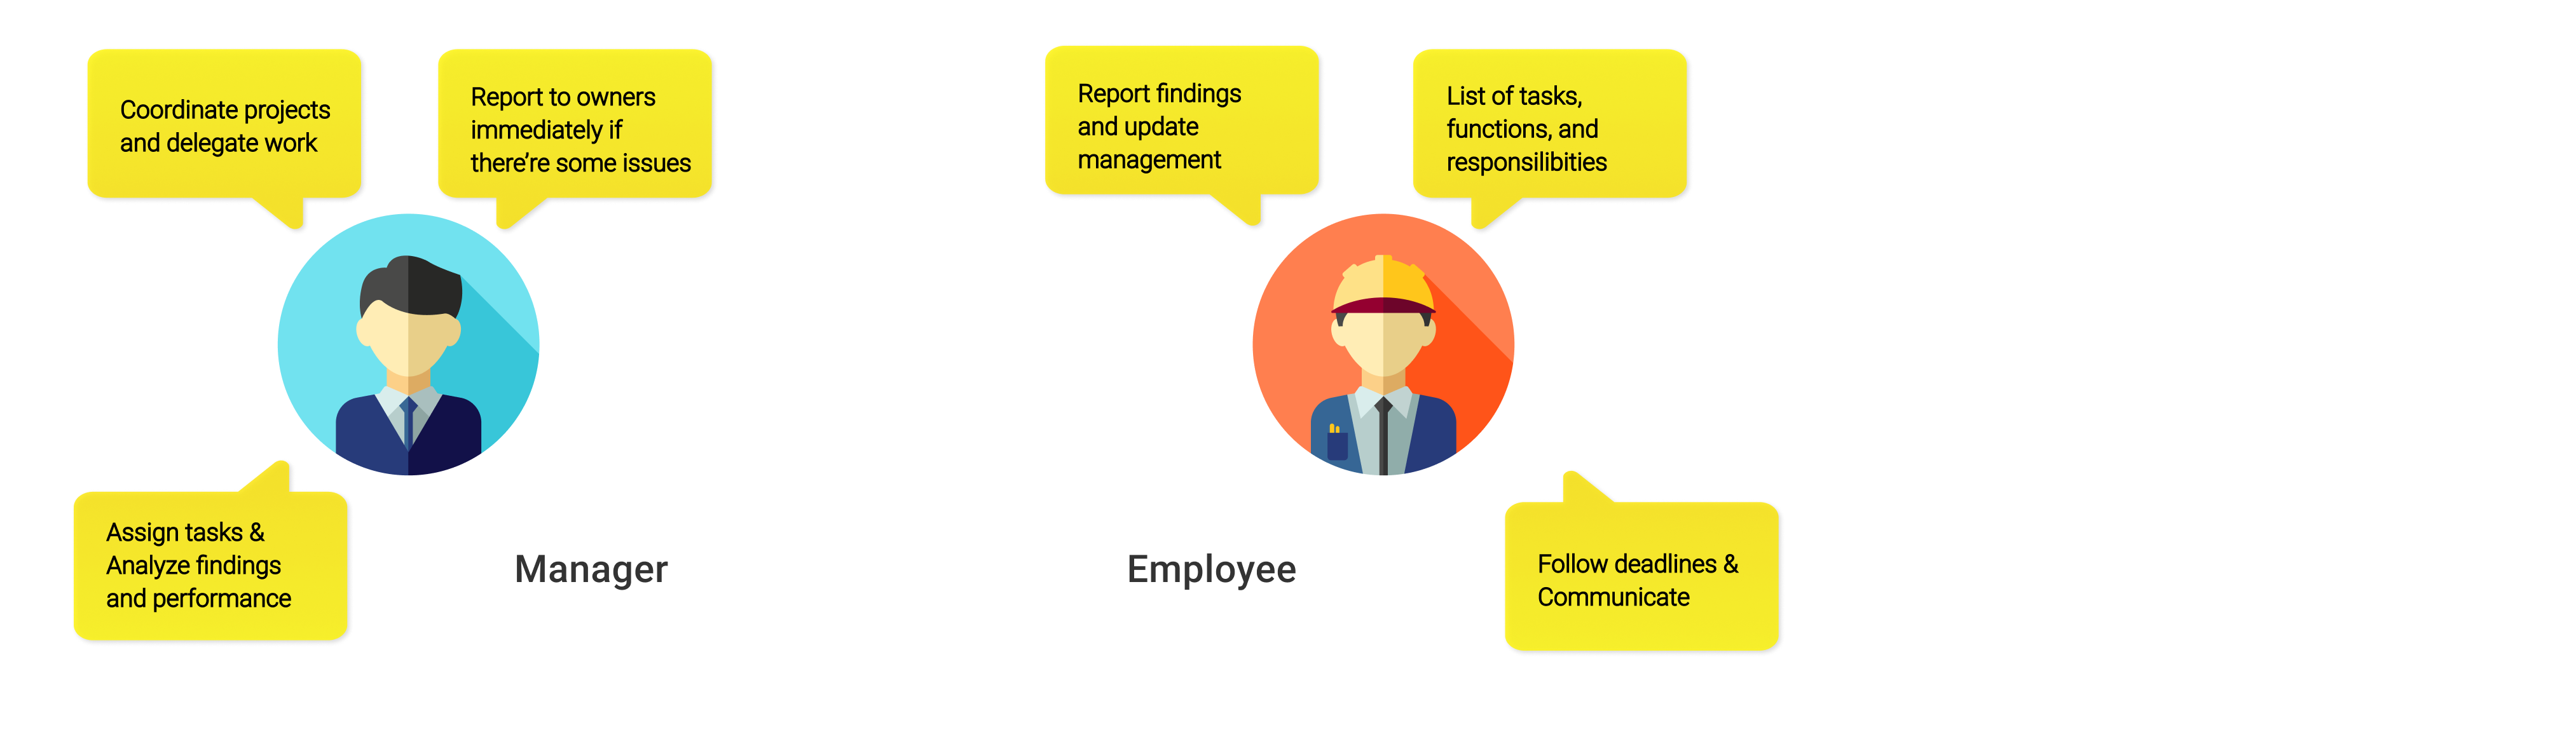 Coordinate projects
and delegate work
Report to owners
immediately if
there’re some issues
Assign tasks &
Analyze findings
and performance
Manager
Report findings
and update
management
List of tasks,
functions, and
responsilibities
Employee
Follow deadlines &
Communicate